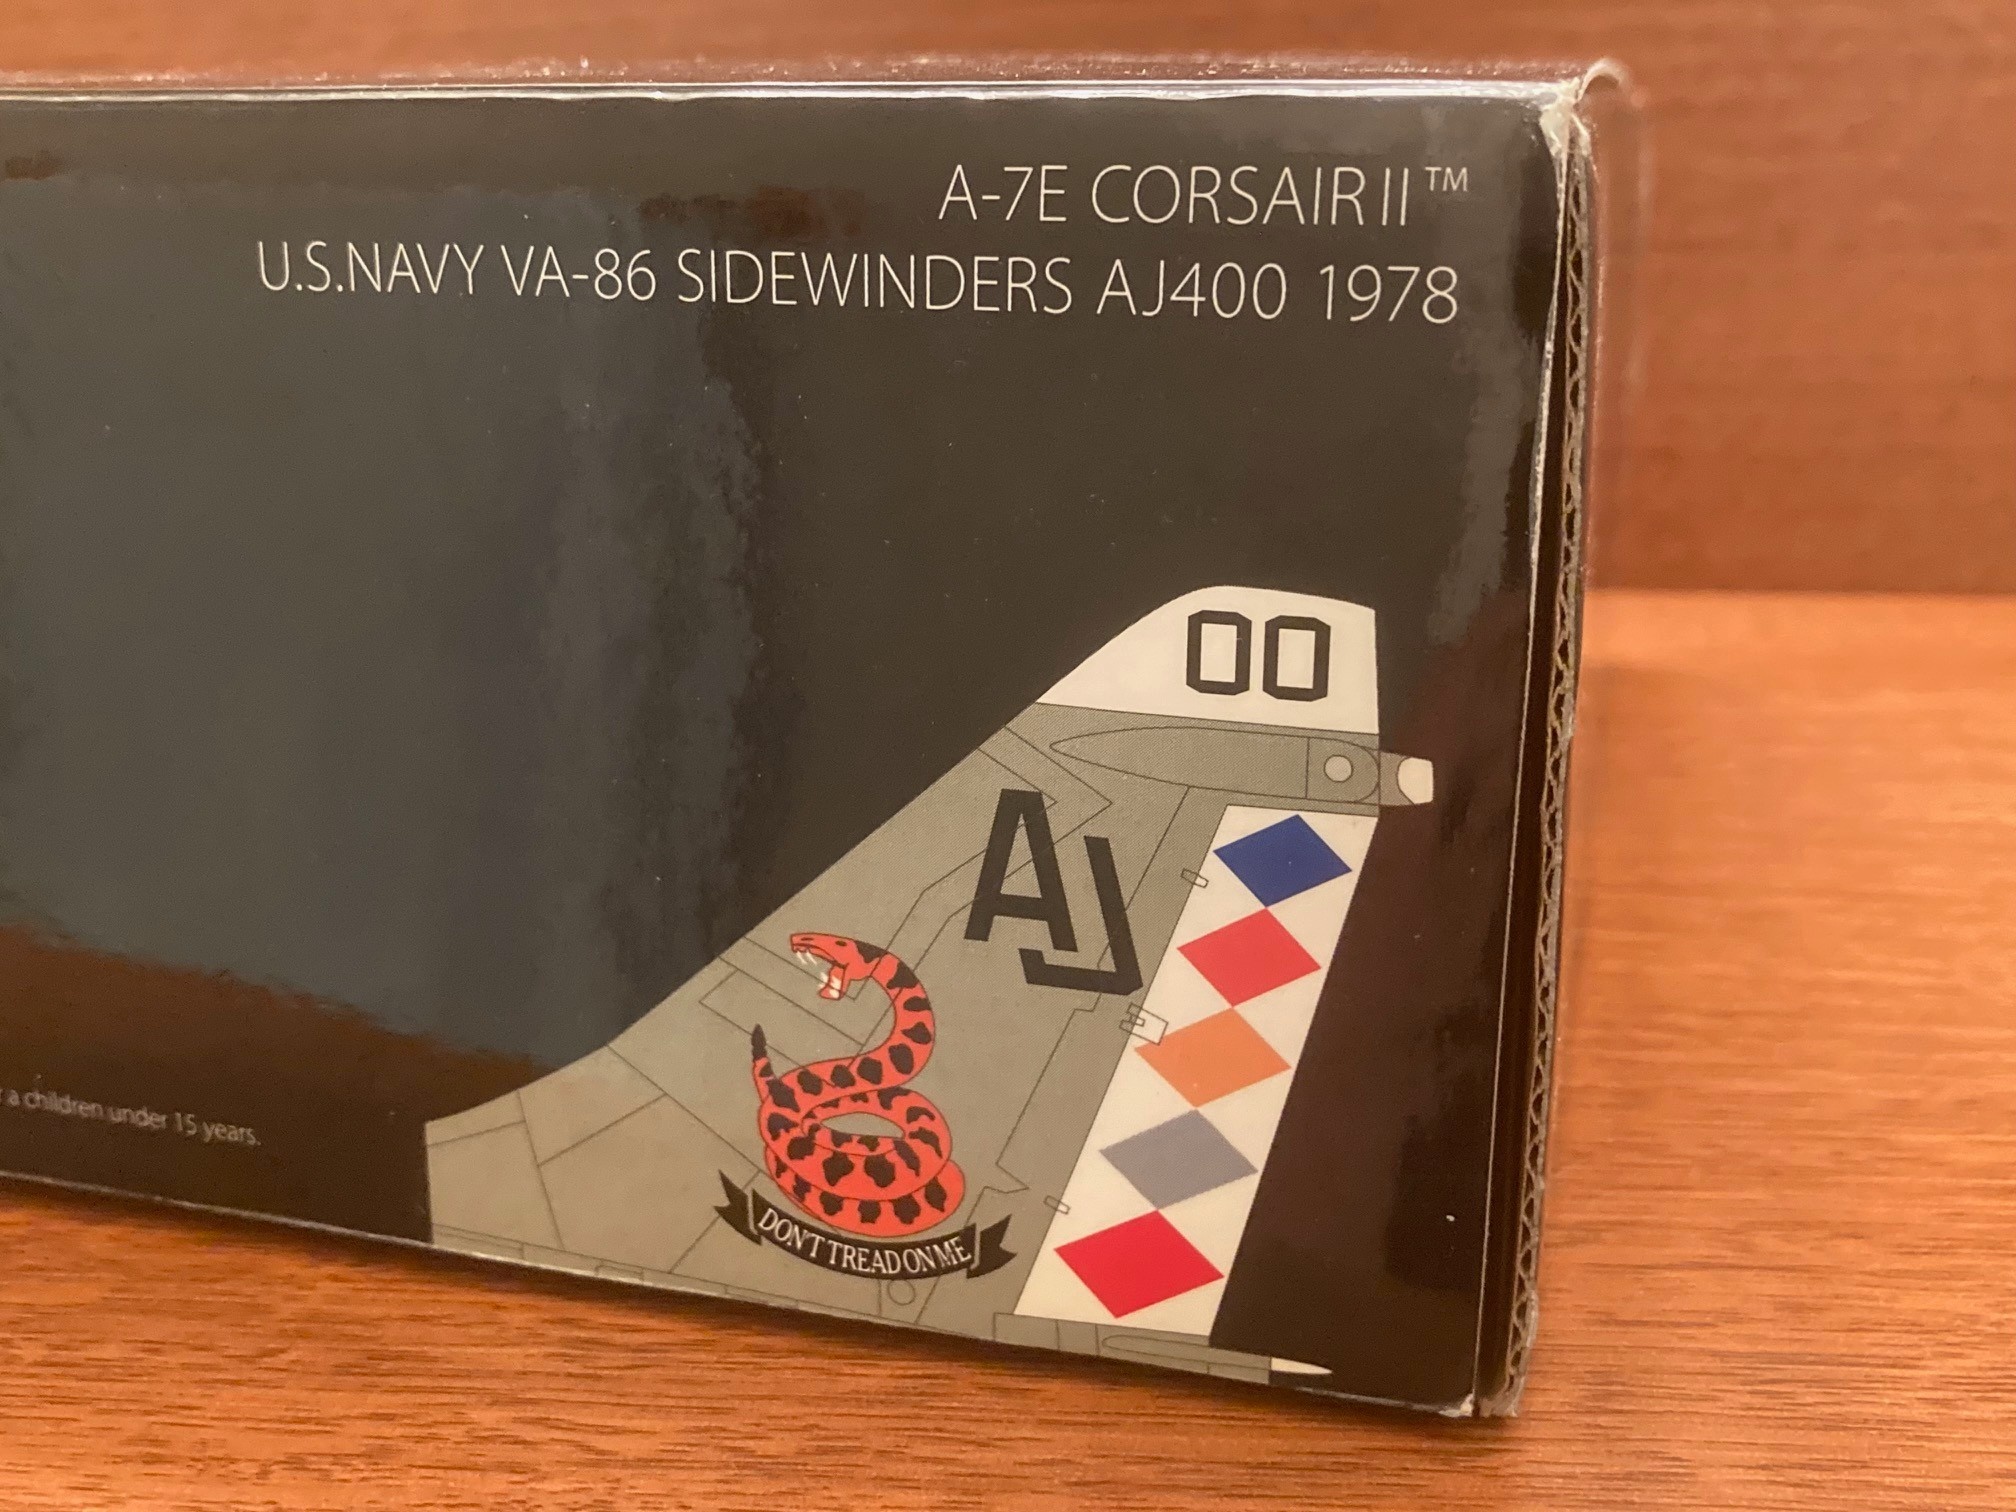 A-7E CORSAIR II™
U.S.NAVY VA-86 SIDEWINDERS AJ400 1978
00
AJ
DON'T TREAD ON ME
a children under 15 years.